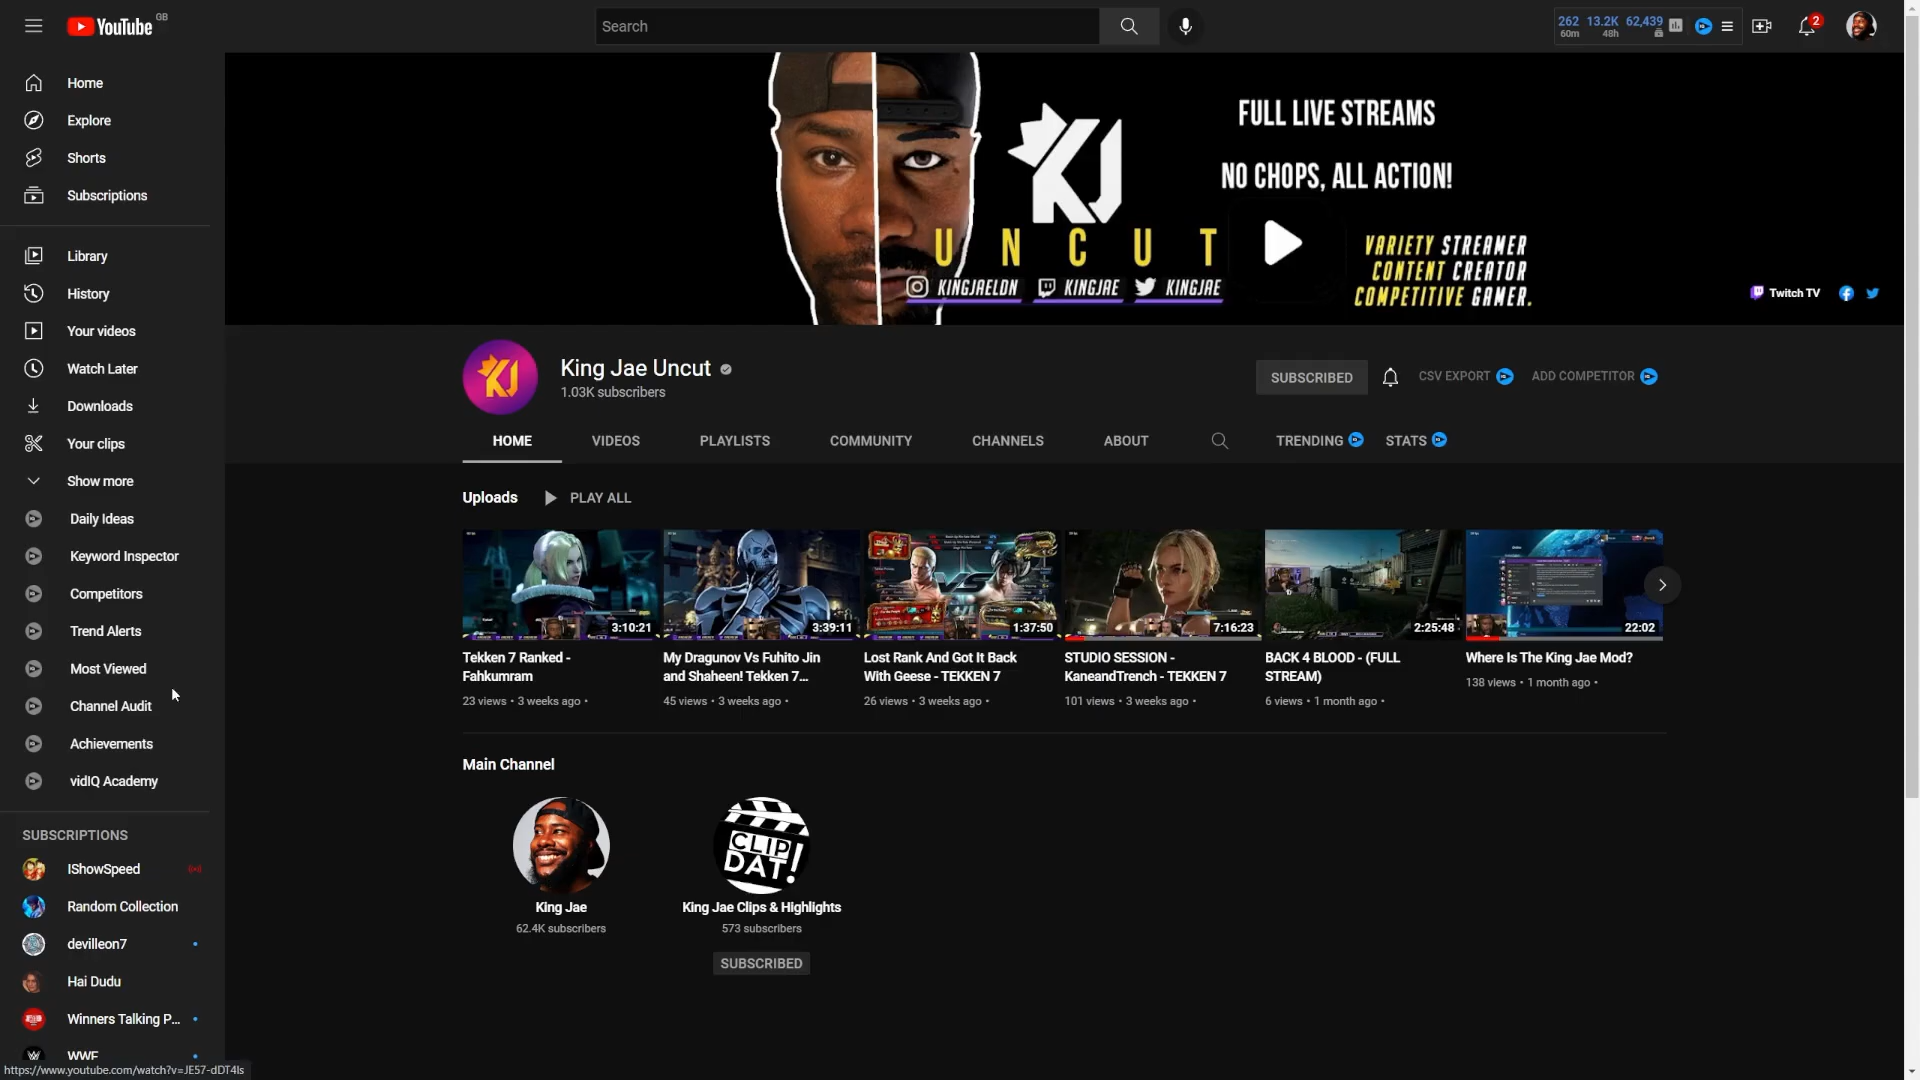 YouTube GB
Search
262 13.2K 62,439
60m 48h
2
Home
Explore
Shorts
Subscriptions
Library
History
Your videos
Watch Later
Downloads
Your clips
Show more
Daily Ideas
Keyword Inspector
Competitors
Trend Alerts
Most Viewed
Channel Audit
Achievements
vidIQ Academy
SUBSCRIPTIONS
IShowSpeed
Random Collection
devilleon7
Hai Dudu
Winners Talking P...
WWE
https://www.youtube.com/watch?v=JE57-dDT4Is
KJ
UNCUT
KINGJAELDN KINGJAE KINGJAE
FULL LIVE STREAMS
NO CHOPS, ALL ACTION!
VARIETY STREAMER
CONTENT CREATOR
COMPETITIVE GAMER.
Twitch TV
KJ
King Jae Uncut
1.03K subscribers
SUBSCRIBED
CSV EXPORT
ADD COMPETITOR
HOME VIDEOS PLAYLISTS COMMUNITY CHANNELS ABOUT TRENDING STATS
Uploads PLAY ALL
3:10:21
Tekken 7 Ranked -
Fahkumram
23 views • 3 weeks ago •
3:39:11
My Dragunov Vs Fuhito Jin
and Shaheen! Tekken 7...
45 views • 3 weeks ago •
VS
1:37:50
Lost Rank And Got It Back
With Geese - TEKKEN 7
26 views • 3 weeks ago •
7:16:23
STUDIO SESSION -
KaneandTrench - TEKKEN 7
101 views • 3 weeks ago •
2:25:48
BACK 4 BLOOD - (FULL
STREAM)
6 views • 1 month ago •
22:02
Where Is The King Jae Mod?
138 views • 1 month ago •
Main Channel
King Jae
62.4K subscribers
CLIP
DAT!
King Jae Clips & Highlights
573 subscribers
SUBSCRIBED